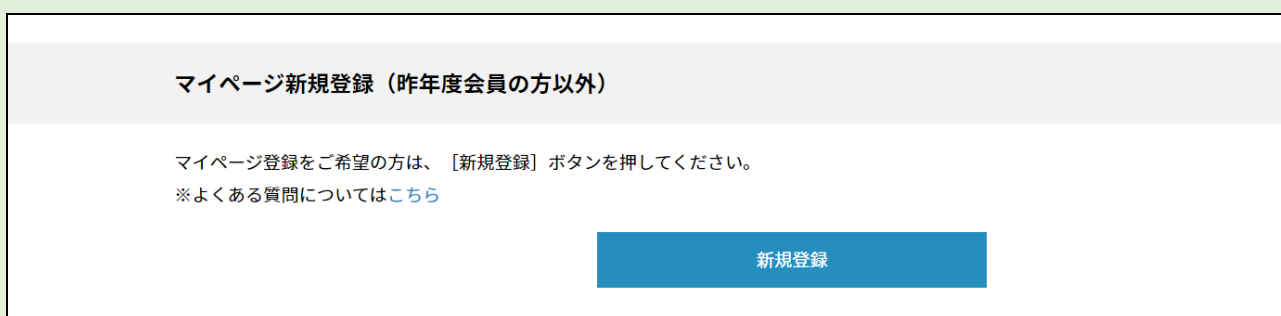 マイページ新規登録（昨年度会員の方以外）
マイページ登録をご希望の方は、［新規登録］ボタンを押してください。
※よくある質問についてはこちら
新規登録